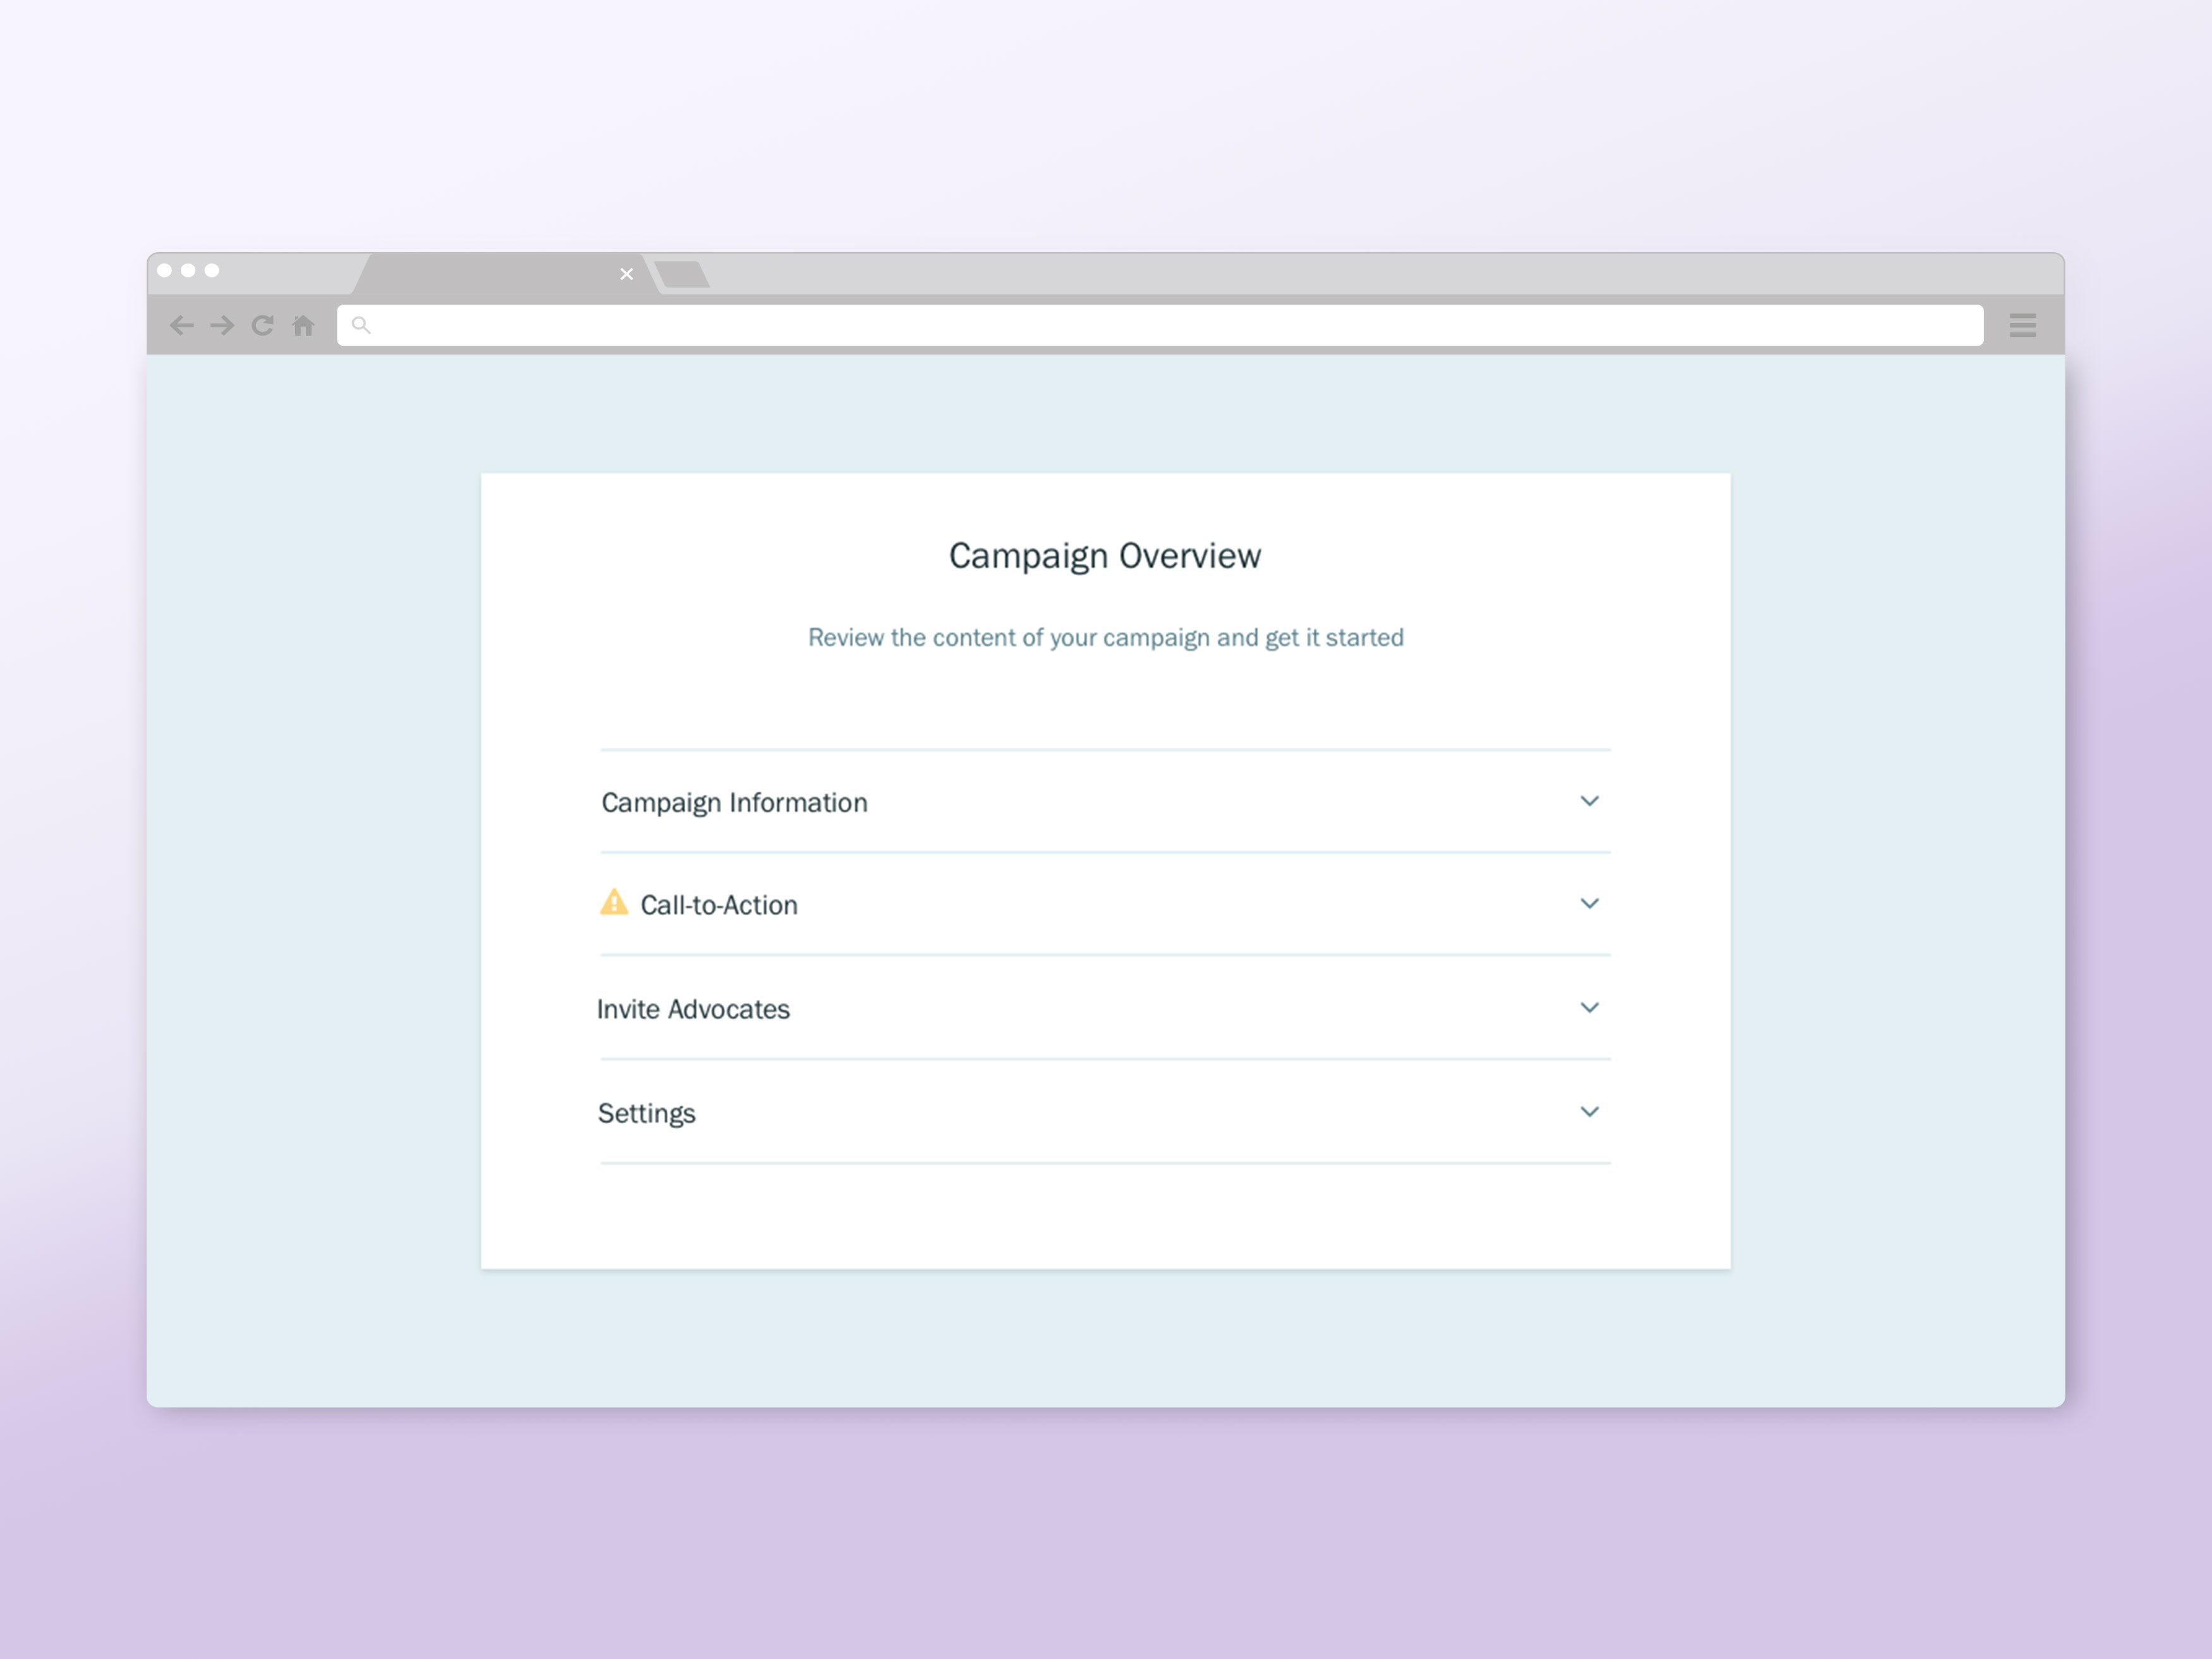 Campaign Overview
Review the content of your campaign and get it started
Campaign Information
Call-to-Action
Invite Advocates
Settings